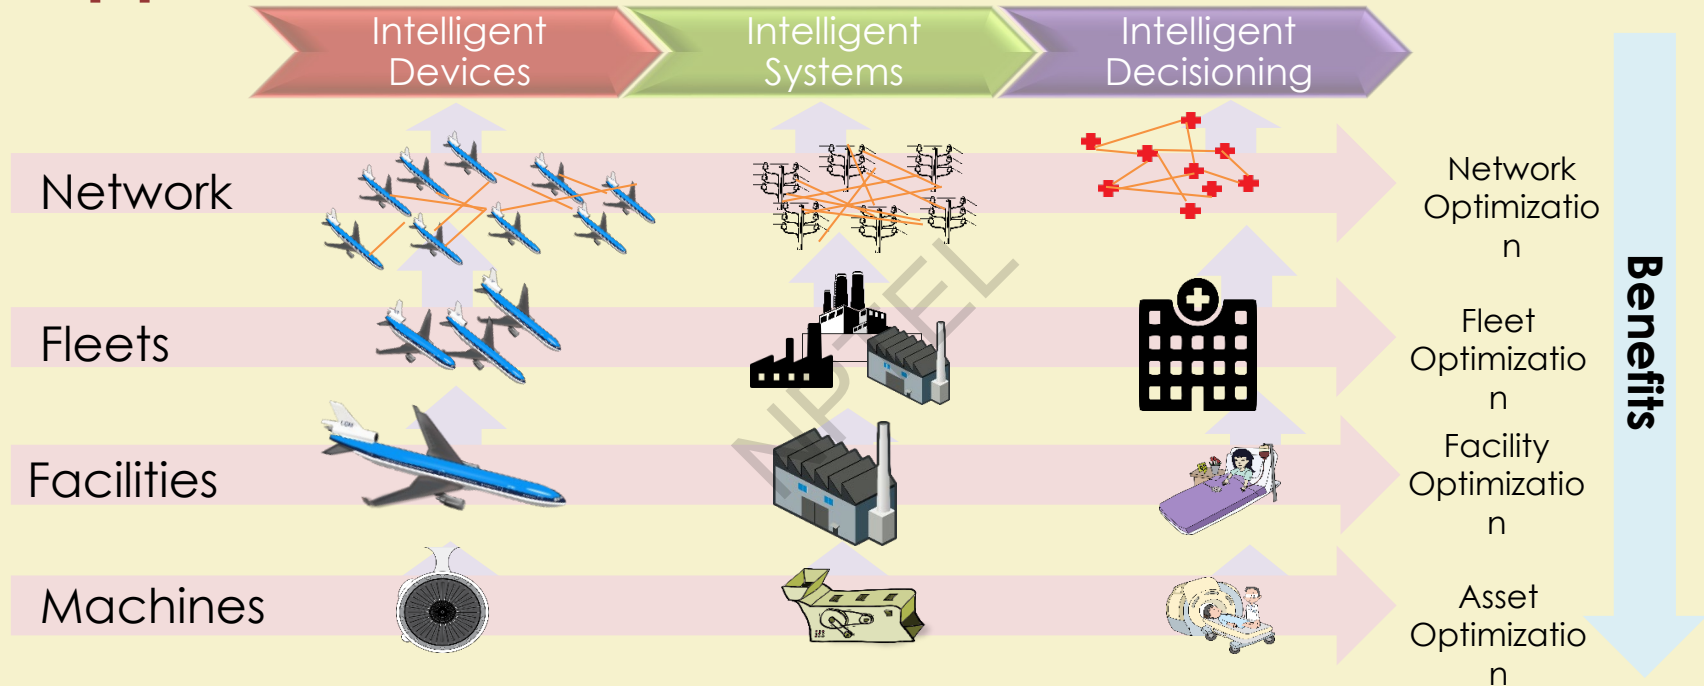 Intelligent
Devices
Intelligent
Systems
Intelligent
Decisioning
Network
Network
Optimizatio
n
Fleets
Fleet
Optimizatio
n
Facilities
Facility
Optimizatio
n
Machines
Asset
Optimizatio
n
Benefits
NPTEL